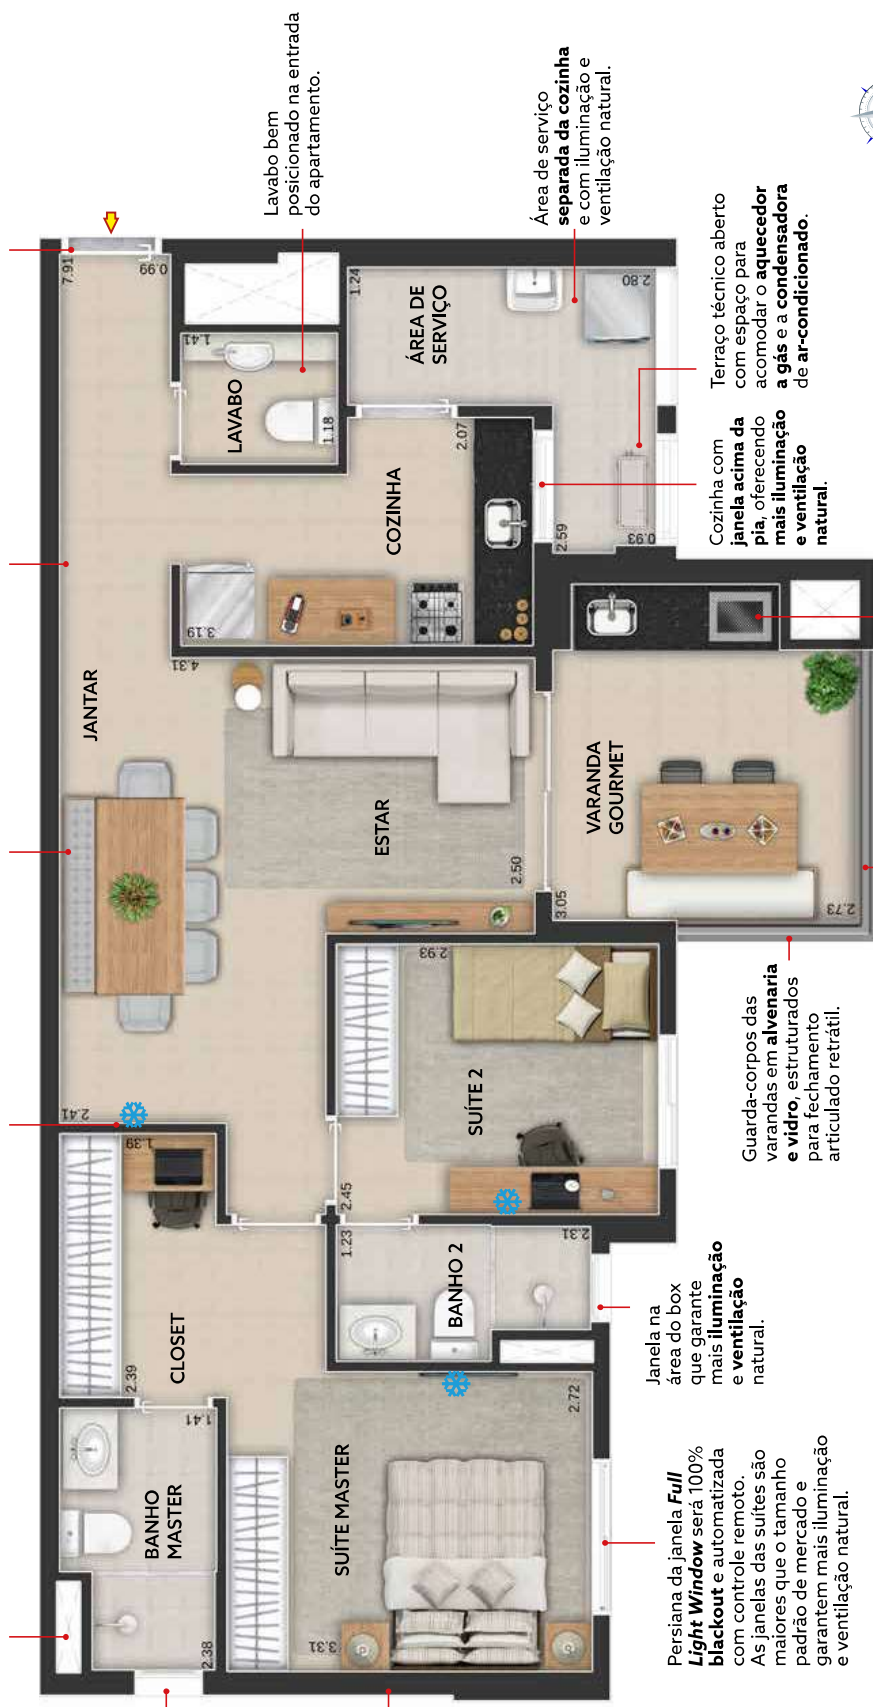 Lavabo bem
posicionado na entrada
do apartamento.
Área de serviço
separada da cozinha
e com iluminação e
ventilação natural.
Terraço técnico aberto
com espaço para
acomodar o aquecedor
a gás e a condensadora
de ar-condicionado.
Cozinha com
janela acima da
pia, oferecendo
mais iluminação
e ventilação
natural.
Guarda-corpos das
varandas em alvenaria
e vidro, estruturados
para fechamento
articulado retrátil.
Janela na
área do box
que garante
mais iluminação
e ventilação
natural.
Persiana da janela Full
Light Window será 100%
blackout e automatizada
com controle remoto.
As janelas das suítes são
maiores que o tamanho
padrão de mercado e
garantem mais iluminação
e ventilação natural.
BANHO
MASTER
2.38
1.41
CLOSET
2.39
1.39
SUÍTE MASTER
3.31
2.72
BANHO 2
1.23
2.31
SUÍTE 2
2.45
2.93
JANTAR
2.41
7.91
0.99
4.31
ESTAR
2.50
VARANDA
GOURMET
3.05
2.73
COZINHA
3.19
2.07
LAVABO
1.41
1.18
ÁREA DE
SERVIÇO
1.24
2.80
2.59
0.93